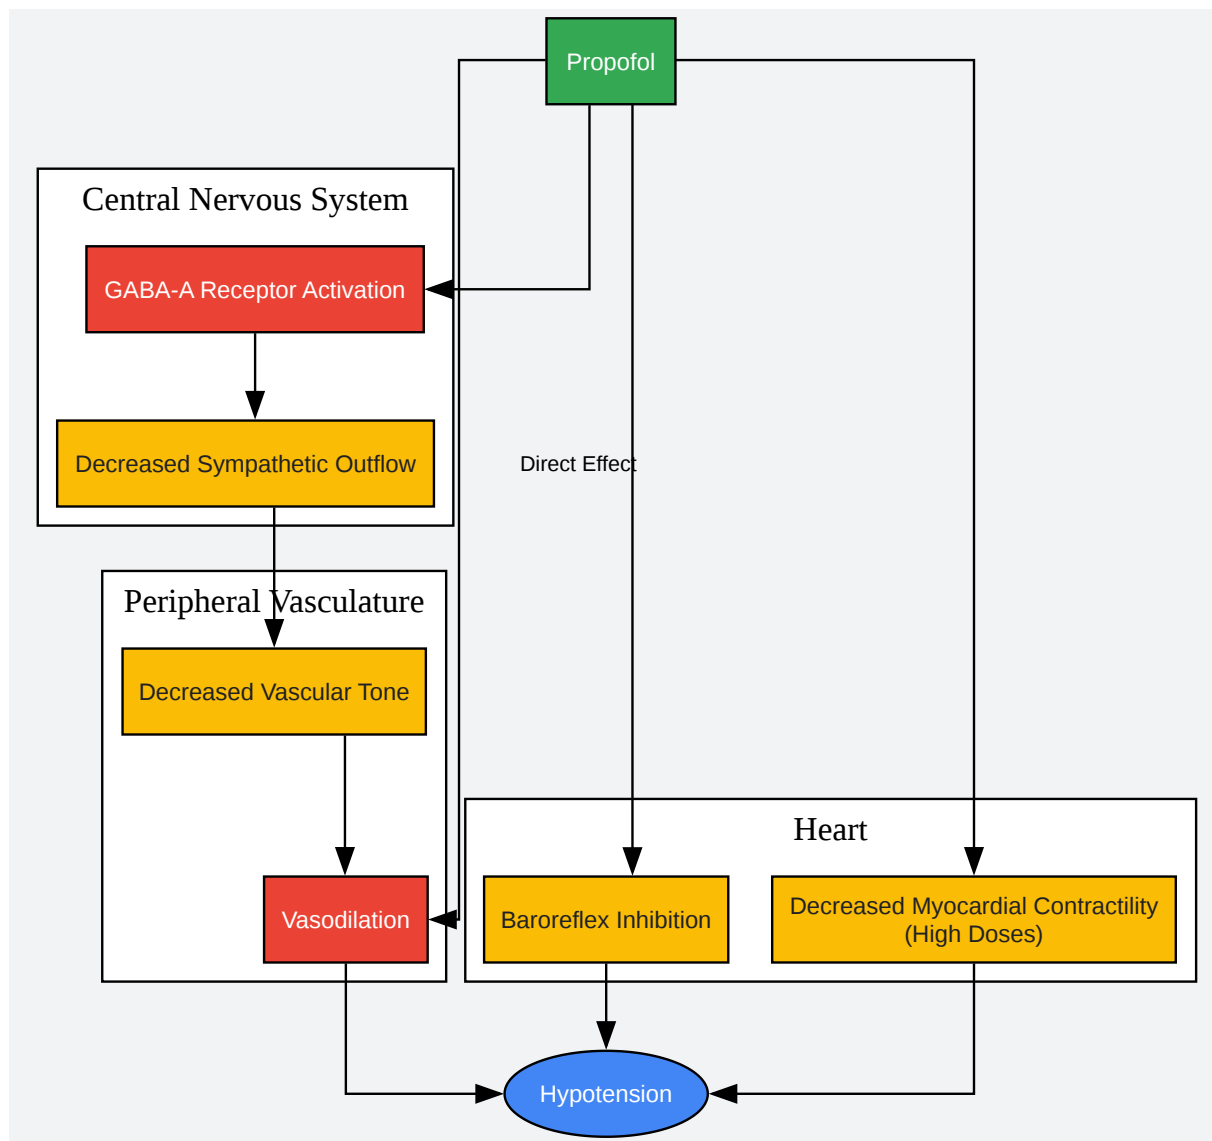 Propofol
Central Nervous System
GABA-A Receptor Activation
Decreased Sympathetic Outflow
Direct Effect
Peripheral Vasculature
Decreased Vascular Tone
Heart
Vasodilation
Baroreflex Inhibition
Decreased Myocardial Contractility
(High Doses)
Hypotension